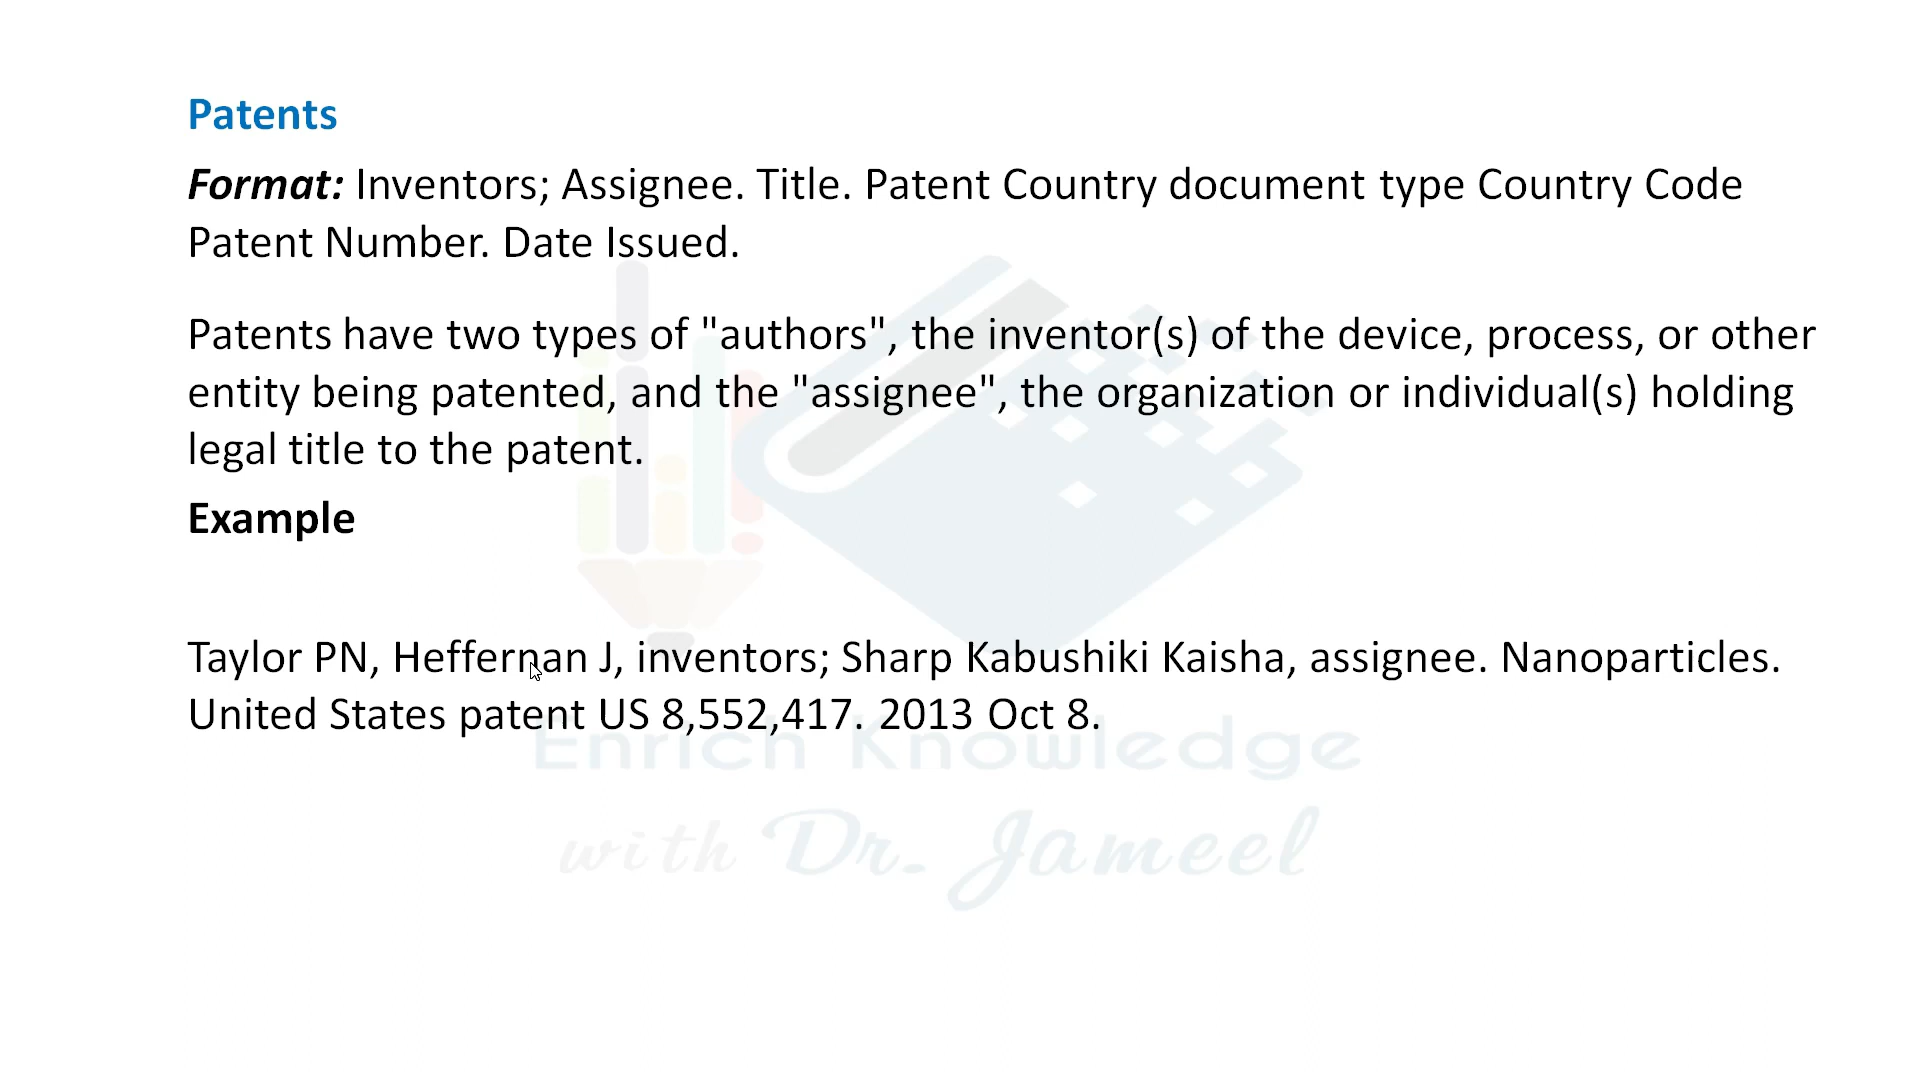 Patents
Format: Inventors; Assignee. Title. Patent Country document type Country Code
Patent Number. Date Issued.
Patents have two types of "authors", the inventor(s) of the device, process, or other
entity being patented, and the "assignee", the organization or individual(s) holding
legal title to the patent.
Example
Taylor PN, Heffernan J, inventors; Sharp Kabushiki Kaisha, assignee. Nanoparticles.
United States patent US 8,552,417. 2013 Oct 8.
Enrich Knowledge
with Dr. Jameel